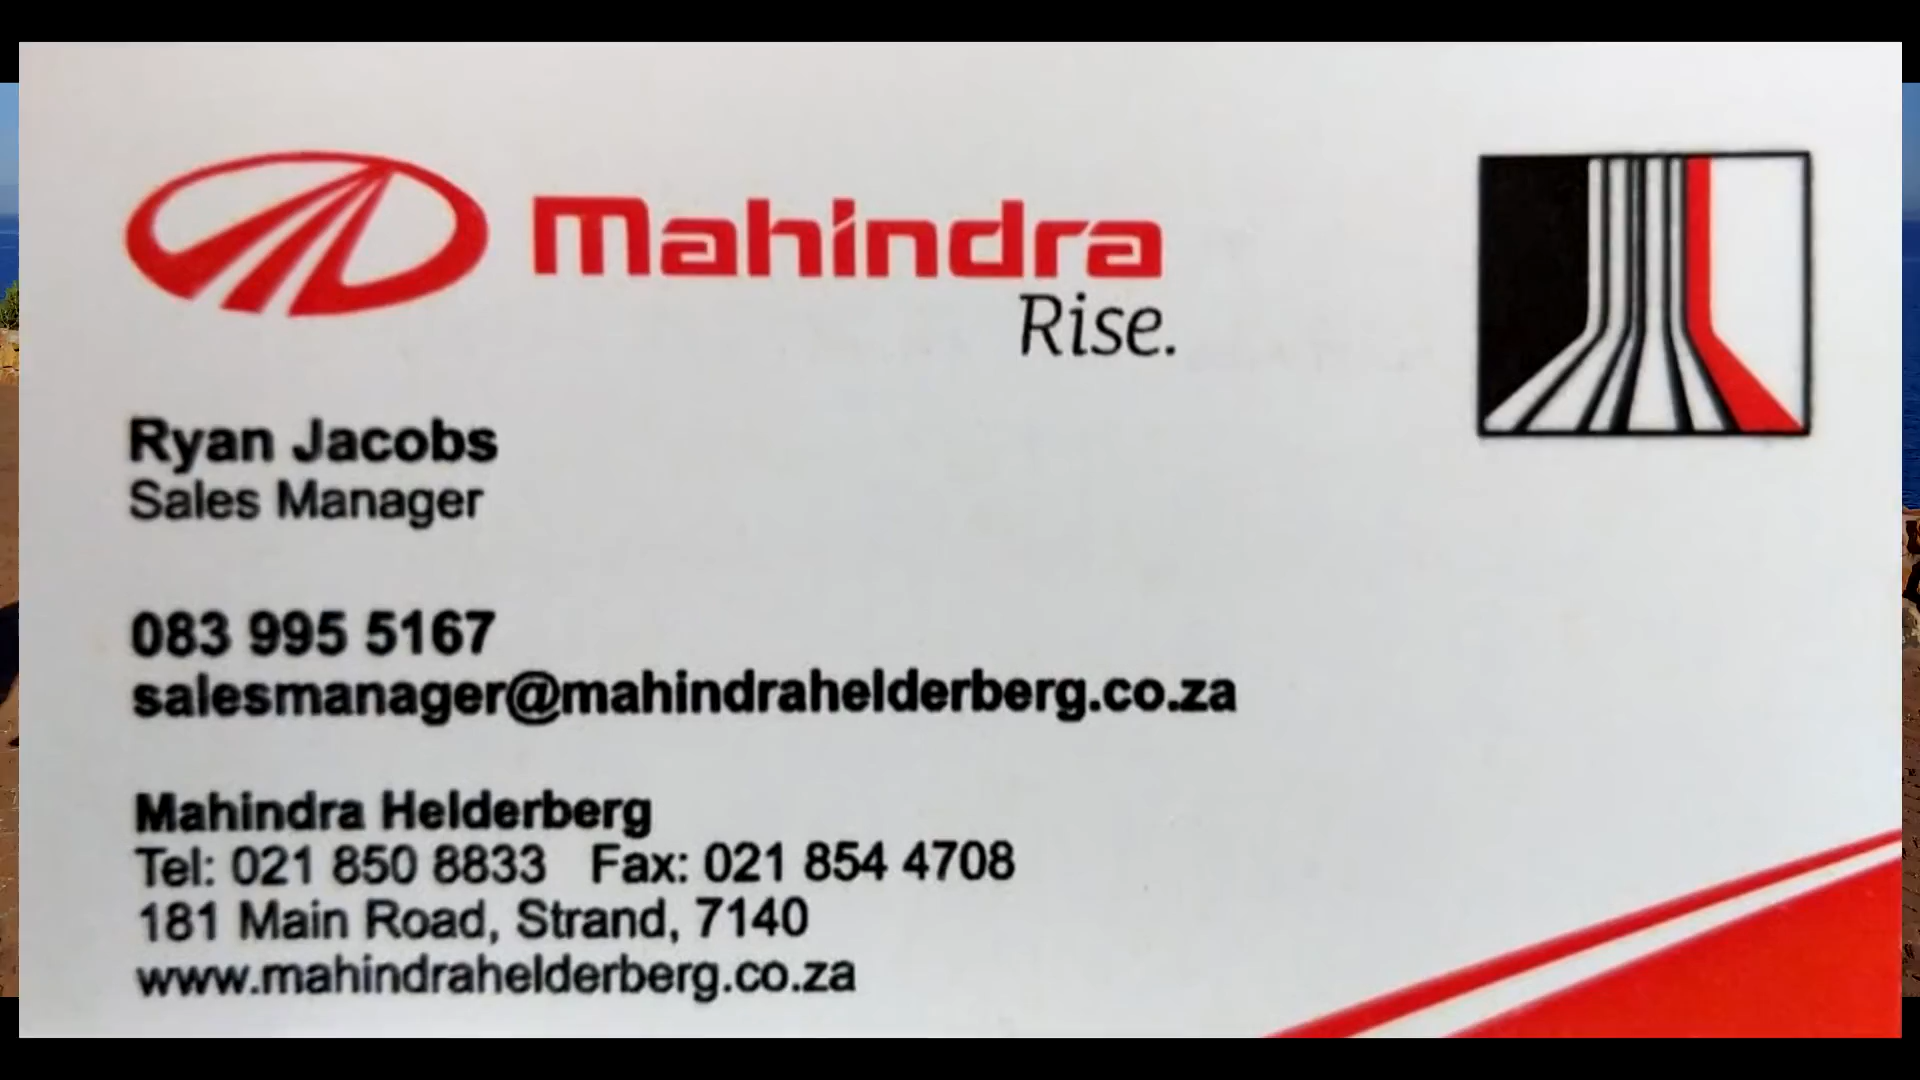 Mahindra
Rise.
Ryan Jacobs
Sales Manager
083 995 5167
salesmanager@mahindrahelderberg.co.za
Mahindra Helderberg
Tel: 021 850 8833 Fax: 021 854 4708
181 Main Road, Strand, 7140
www.mahindrahelderberg.co.za